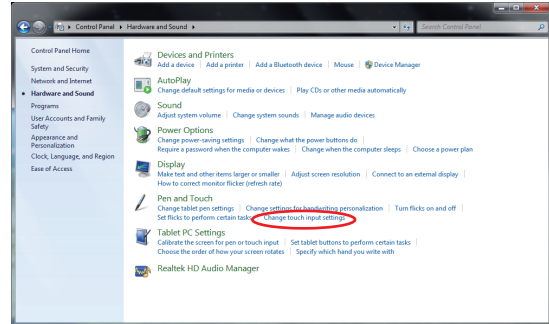 Control Panel ▸ Hardware and Sound ▸
Search Control Panel
Control Panel Home
System and Security
Network and Internet
Hardware and Sound
Programs
User Accounts and Family
Safety
Appearance and
Personalization
Clock, Language, and Region
Ease of Access
Devices and Printers
Add a device | Add a printer | Add a Bluetooth device | Mouse | Device Manager
AutoPlay
Change default settings for media or devices | Play CDs or other media automatically
Sound
Adjust system volume | Change system sounds | Manage audio devices
Power Options
Change power-saving settings | Change what the power buttons do |
Require a password when the computer wakes | Change when the computer sleeps | Choose a power plan
Display
Make text and other items larger or smaller | Adjust screen resolution | Connect to an external display |
How to correct monitor flicker (refresh rate)
Pen and Touch
Change tablet pen settings | Change settings for handwriting personalization | Turn flicks on and off |
Set flicks to perform certain tasks | Change touch input settings
Tablet PC Settings
Calibrate the screen for pen or touch input | Set tablet buttons to perform certain tasks |
Choose the order of how your screen rotates | Specify which hand you write with
Realtek HD Audio Manager